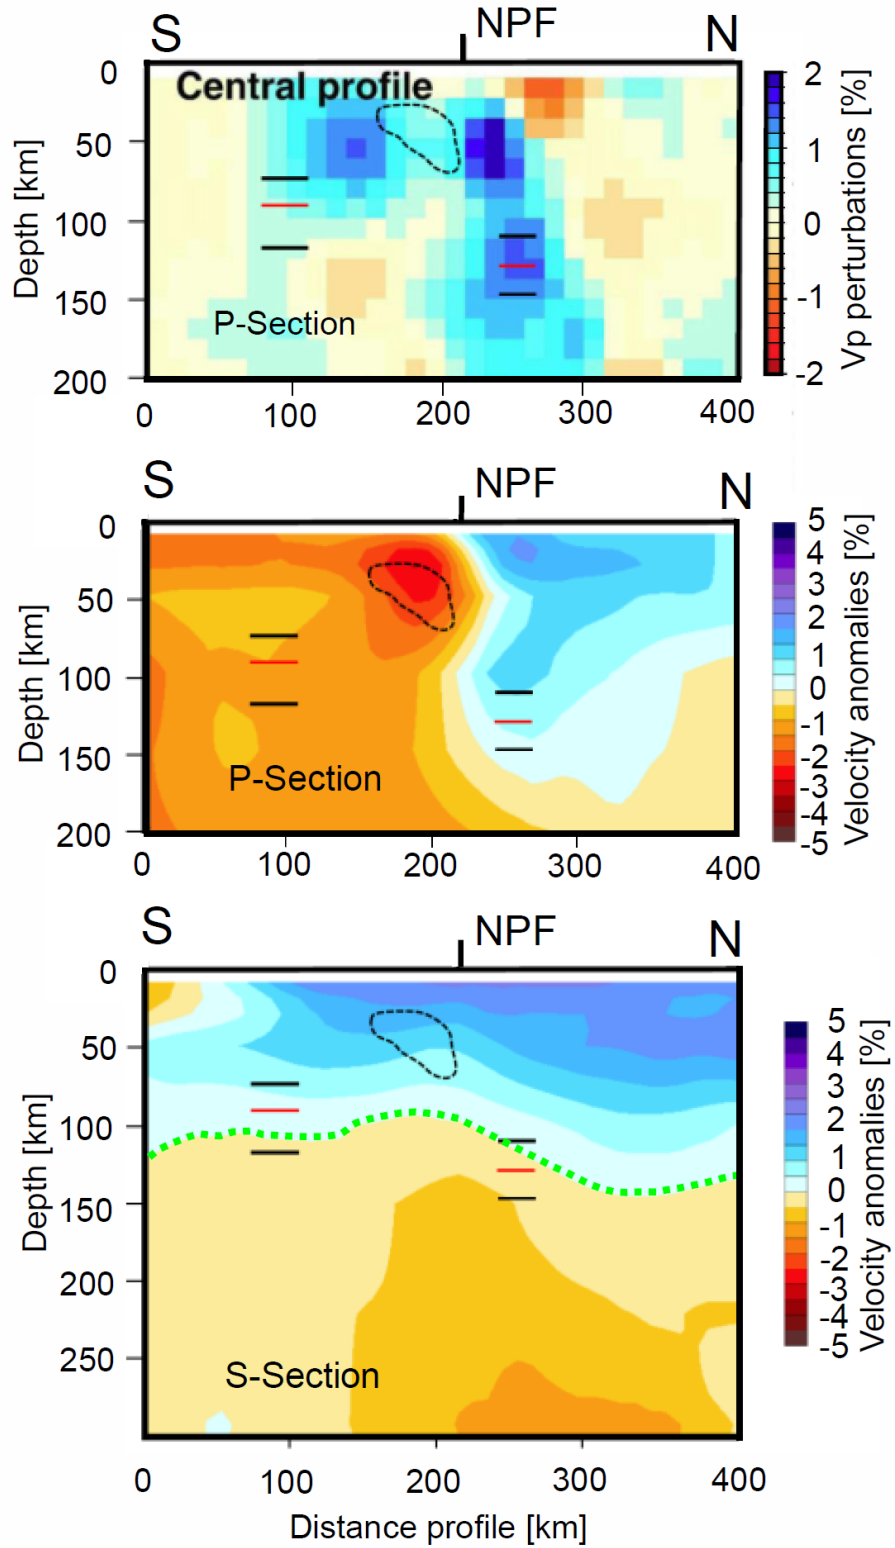 S NPF N
Central profile
P-Section
0
50
100
150
200
Depth [km]
0 100 200 300 400
2
1
0
-1
-2
Vp perturbations [%]
S NPF N
P-Section
0
50
100
150
200
Depth [km]
0 100 200 300 400
5
4
3
2
1
0
-1
-2
-3
-4
-5
Velocity anomalies [%]
S NPF N
S-Section
0
50
100
150
200
250
Depth [km]
0 100 200 300 400
Distance profile [km]
5
4
3
2
1
0
-1
-2
-3
-4
-5
Velocity anomalies [%]